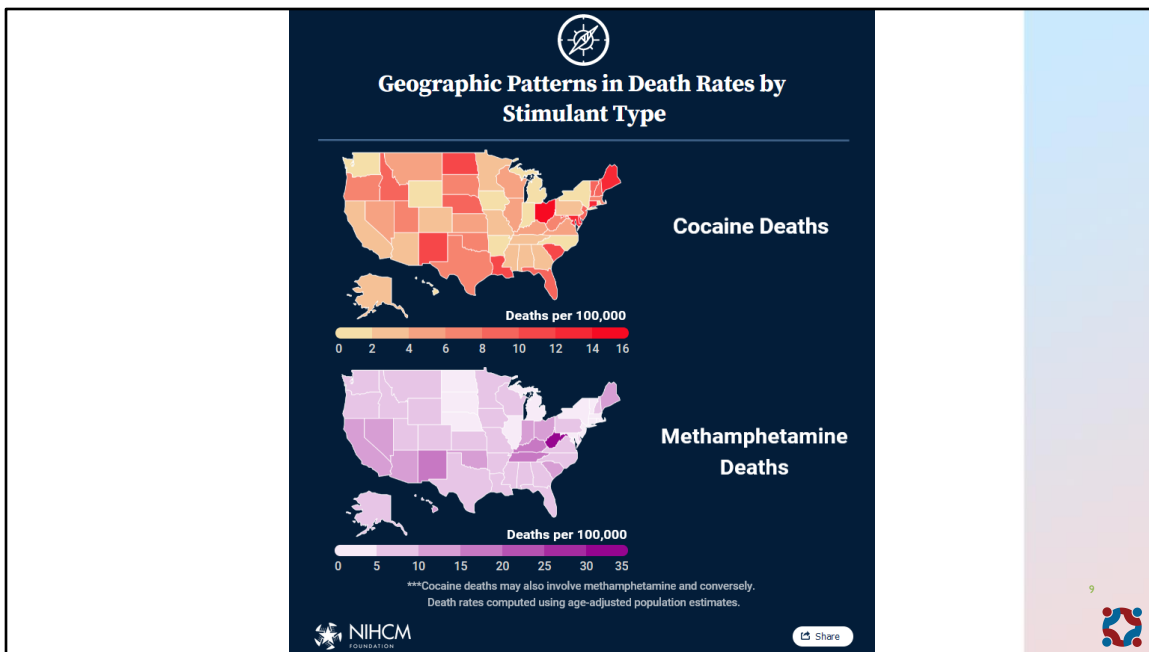 Geographic Patterns in Death Rates by
Stimulant Type
Cocaine Deaths
Deaths per 100,000
0 2 4 6 8 10 12 14 16
Methamphetamine
Deaths
Deaths per 100,000
0 5 10 15 20 25 30 35
***Cocaine deaths may also involve methamphetamine and conversely.
Death rates computed using age-adjusted population estimates.
NIHCM
FOUNDATION
Share
9